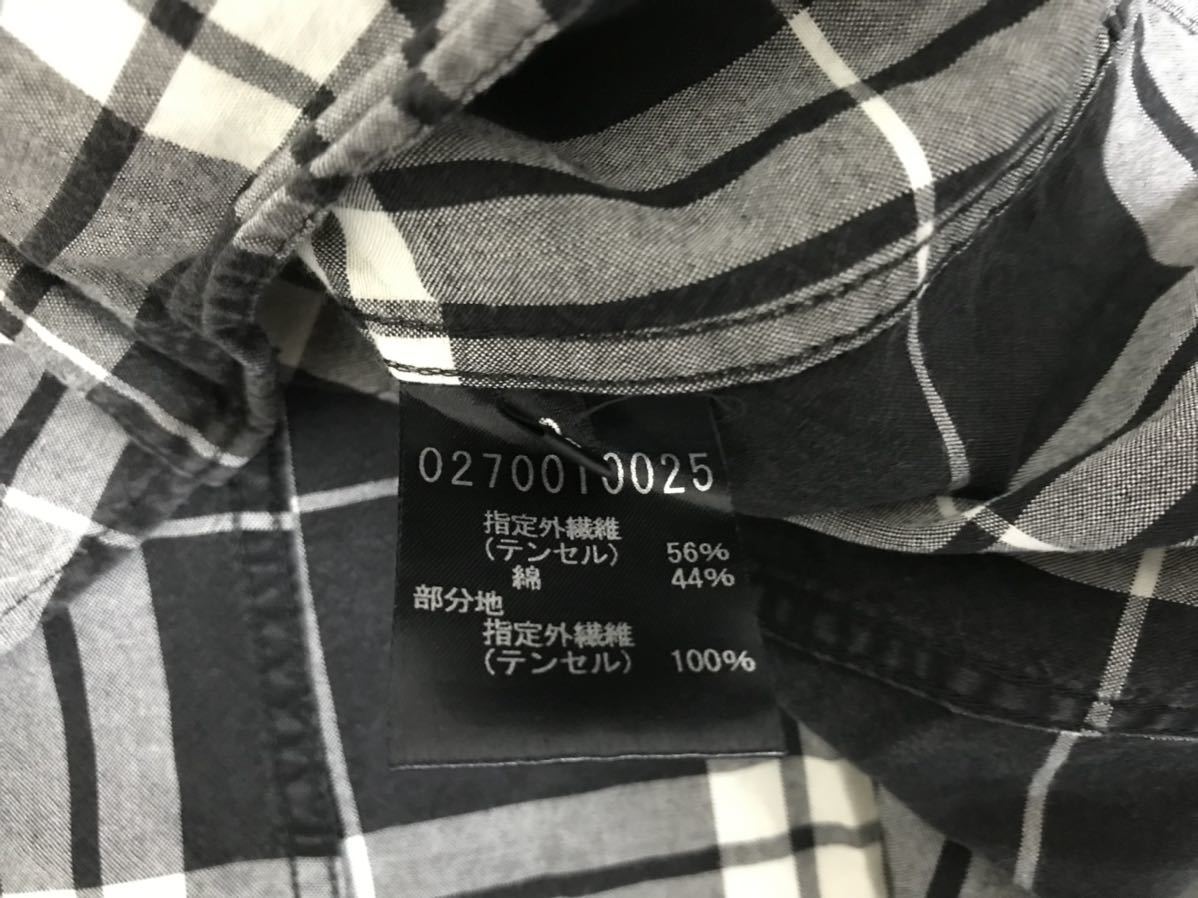 0270010025
指定外繊維
(テンセル) 56%
綿 44%
部分地
指定外繊維
(テンセル) 100%